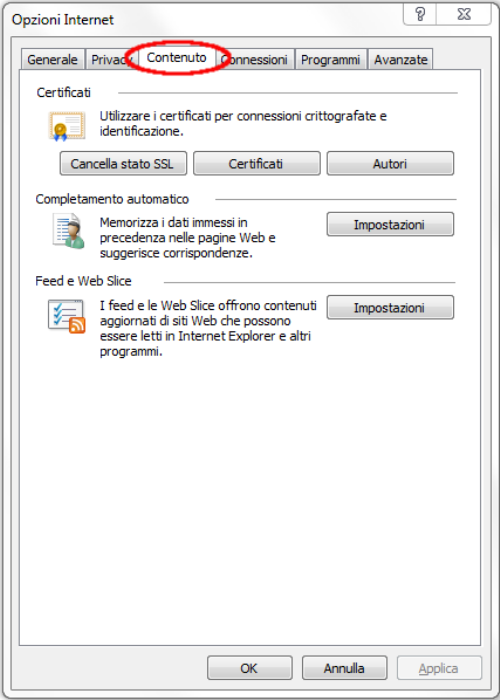 Opzioni Internet
Generale Privacy Contenuto Connessioni Programmi Avanzate
Certificati
Utilizzare i certificati per connessioni crittografate e
identificazione.
Cancella stato SSL Certificati Autori
Completamento automatico
Memorizza i dati immessi in
precedenza nelle pagine Web e
suggerisce corrispondenze.
Impostazioni
Feed e Web Slice
I feed e le Web Slice offrono contenuti
aggiornati di siti Web che possono
essere letti in Internet Explorer e altri
programmi.
Impostazioni
OK Annulla Applica